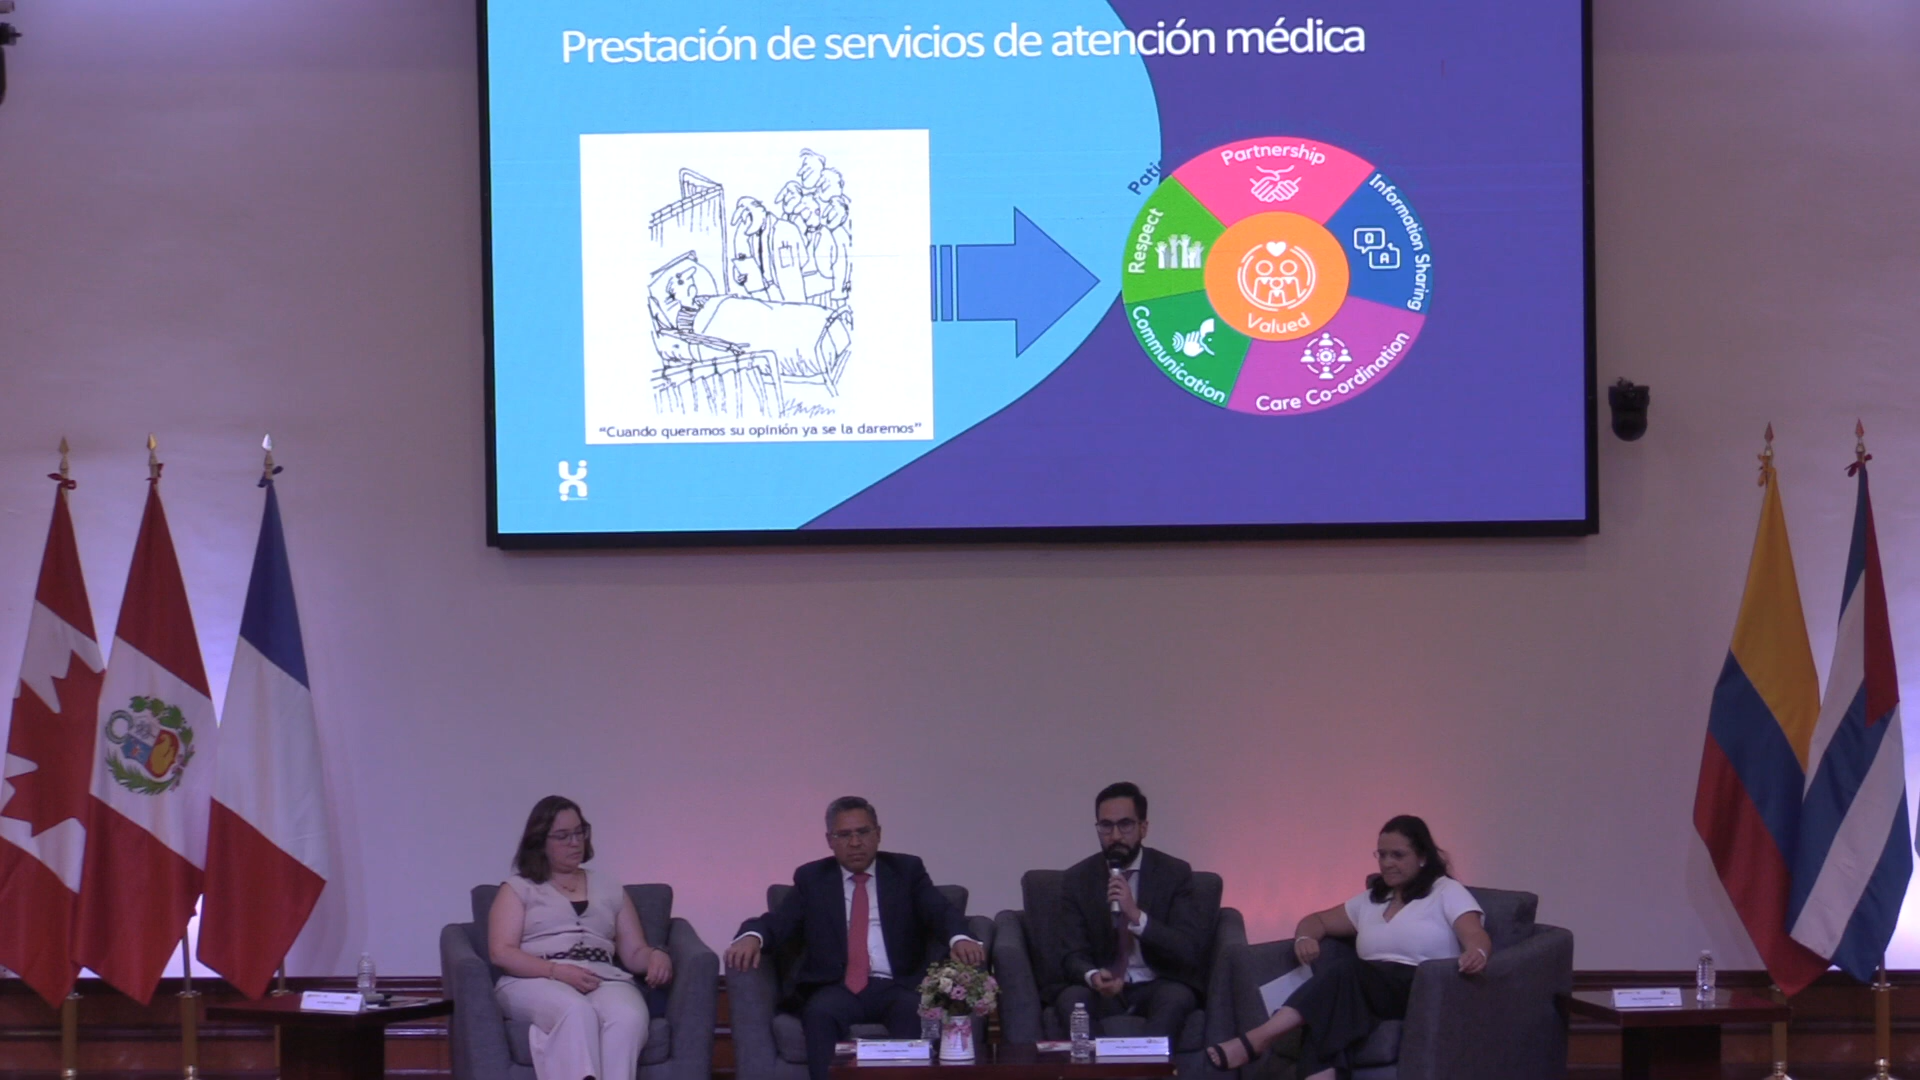 Prestación de servicios de atención médica
Partnership
Information Sharing
Care Co-ordination
Communication
Respect
Valued
Q
A
"Cuando queramos su opinión ya se la daremos"